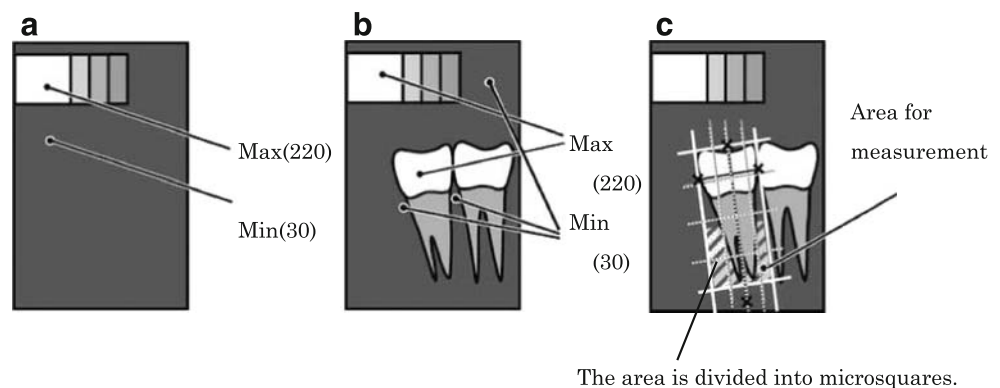 a
b
c
Max(220)
Min(30)
Max
(220)
Min
(30)
Area for
measurement
The area is divided into microsquares.